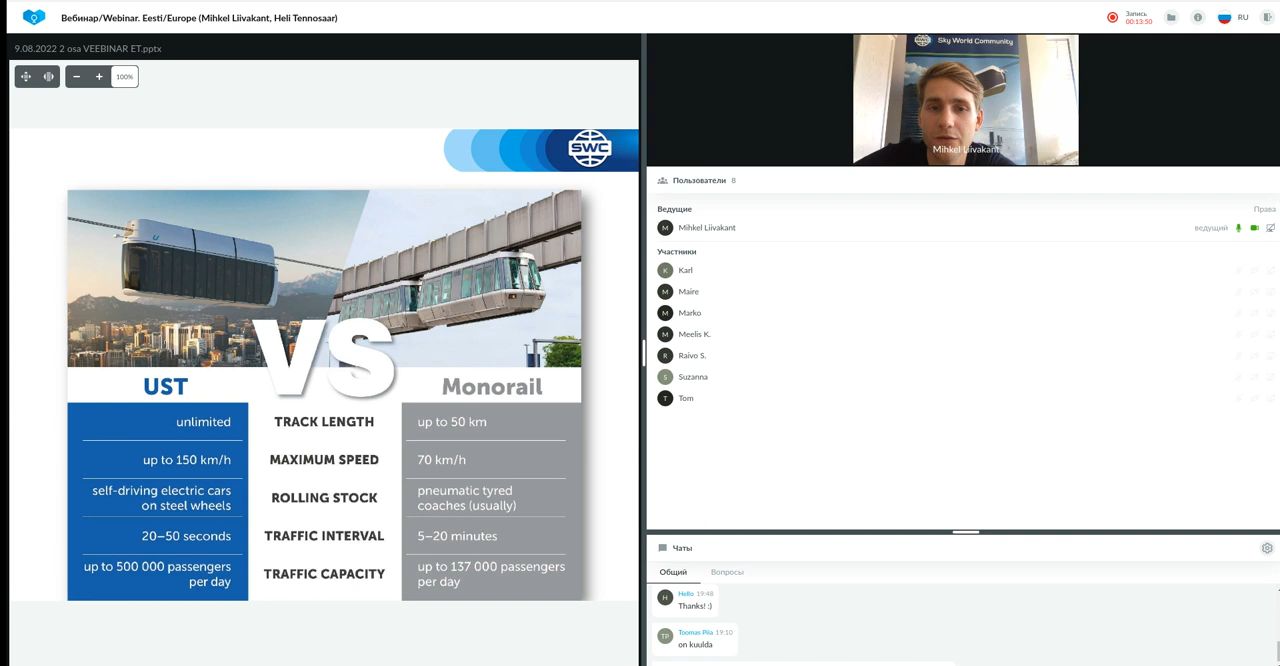 Вебинар/Webinar. Eesti/Europe (Mihkel Liivakant, Heli Tennosaar)
Запись
00:13:50
RU
9.08.2022 2 osa VEEBINAR ET.pptx
100%
SWC
VS
UST
Monorail
unlimited
TRACK LENGTH
up to 50 km
up to 150 km/h
MAXIMUM SPEED
70 km/h
self-driving electric cars
on steel wheels
ROLLING STOCK
pneumatic tyred
coaches (usually)
20–50 seconds
TRAFFIC INTERVAL
5–20 minutes
up to 500 000 passengers
per day
TRAFFIC CAPACITY
up to 137 000 passengers
per day
Sky World Community
Mihkel Liivakant
Пользователи 8
Ведущие
Права
M Mihkel Liivakant
ведущий
Участники
K Karl
M Maire
M Marko
M Meelis K.
R Raivo S.
S Suzanna
T Tom
Чаты
Общий
Вопросы
H Hello 19:48
Thanks! :)
TP Toomas Piia 19:10
on kuulda